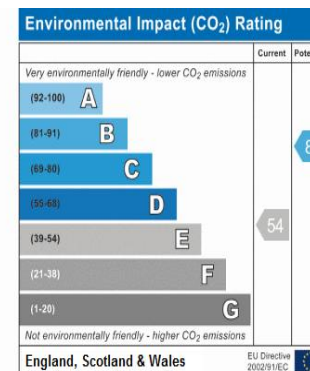 Environmental Impact (CO₂) Rating
Current
Very environmentally friendly - lower CO₂ emissions
(92-100) A
(81-91) B
(69-80) C
(55-68) D
(39-54) E
54
(21-38) F
(1-20) G
Not environmentally friendly - higher CO₂ emissions
England, Scotland & Wales
EU Directive
2002/91/EC